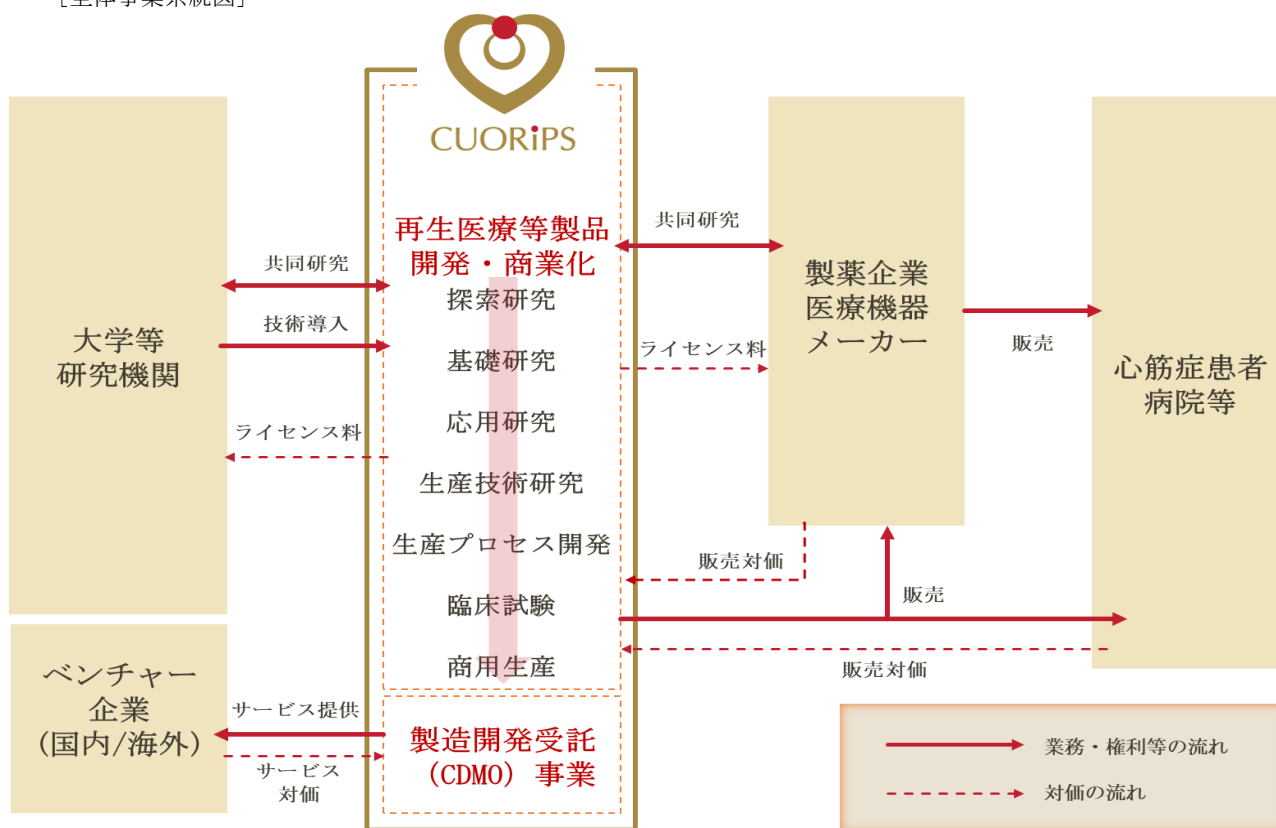 [全体事業系統図]
CUORiPS
再生医療等製品
開発・商業化
探索研究
基礎研究
応用研究
生産技術研究
生産プロセス開発
臨床試験
商用生産
製造開発受託
(CDMO) 事業
大学等
研究機関
共同研究
技術導入
ライセンス料
ベンチャー
企業
(国内/海外)
サービス提供
サービス
対価
共同研究
ライセンス料
製薬企業
医療機器
メーカー
販売
心筋症患者
病院等
販売対価
販売
販売対価
業務・権利等の流れ
対価の流れ